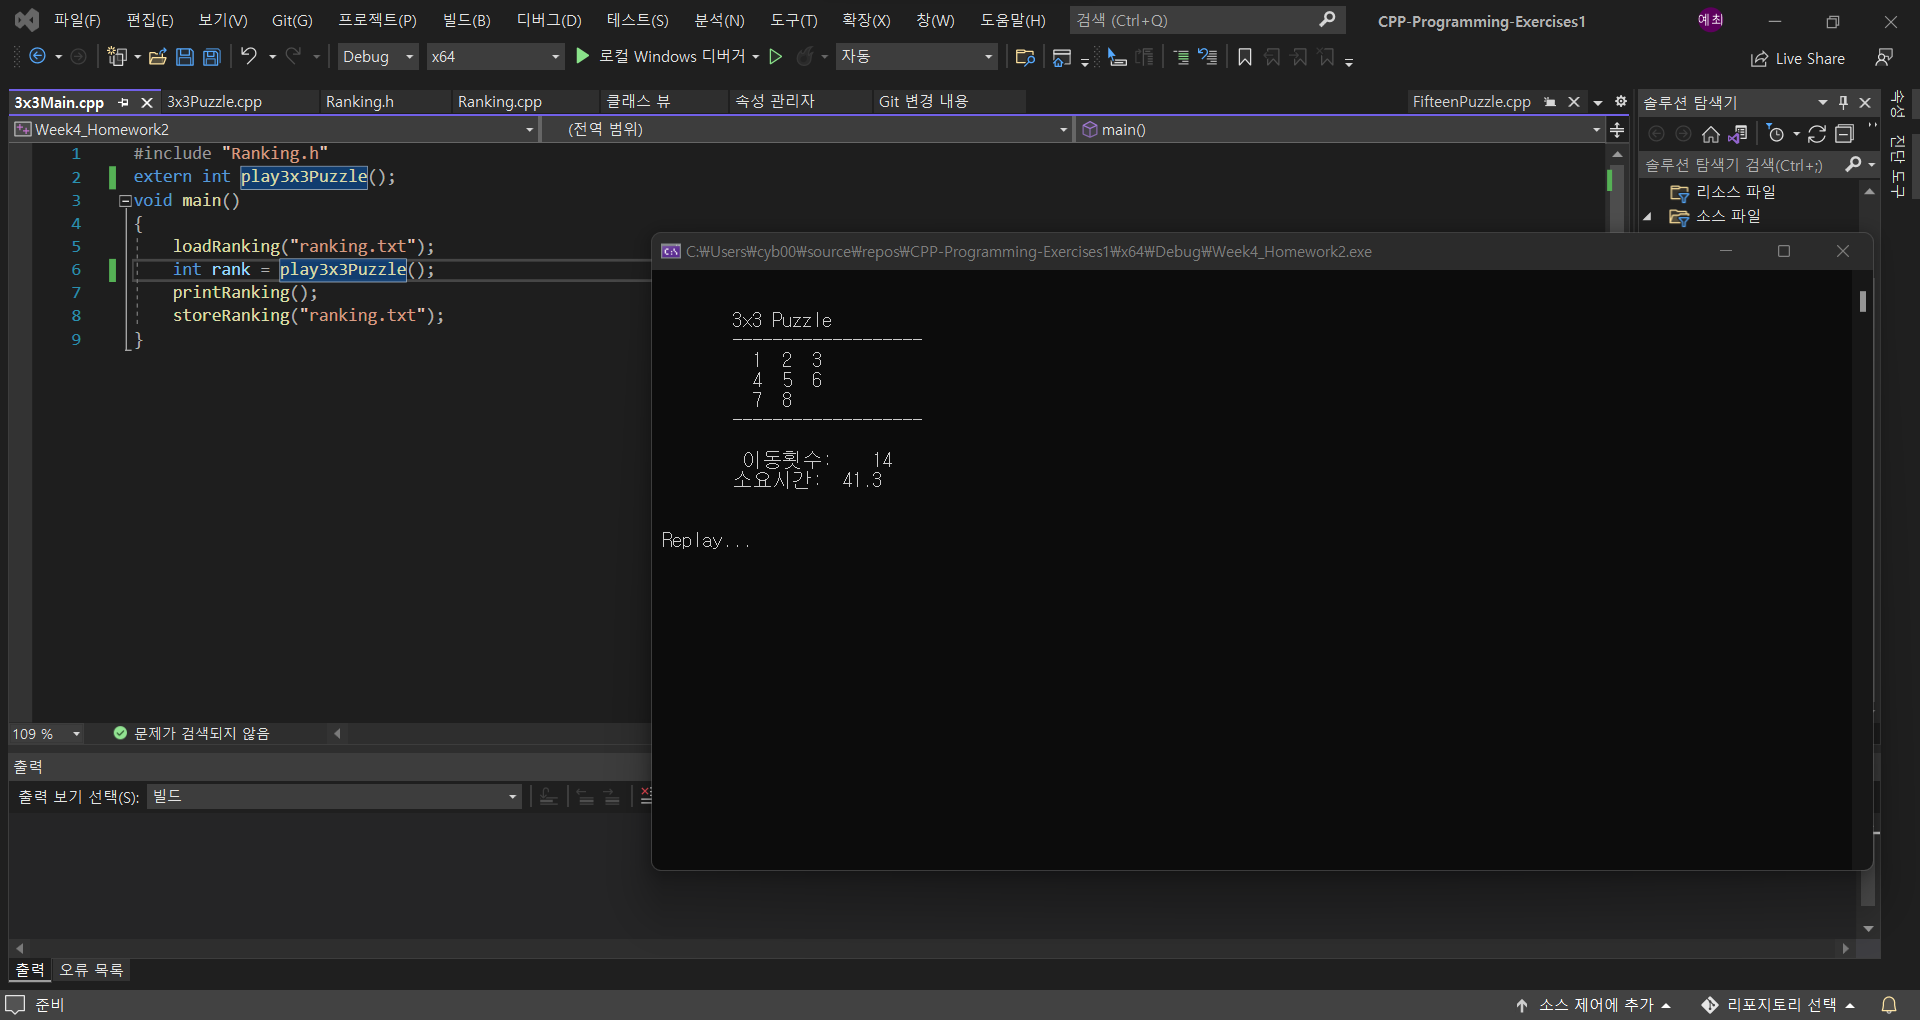 파일(F) 편집(E) 보기(V) Git(G) 프로젝트(P) 빌드(B) 디버그(D) 테스트(S) 분석(N) 도구(T) 확장(X) 창(W) 도움말(H) 검색 (Ctrl+Q) CPP-Programming-Exercises1 예최
Debug x64 로컬 Windows 디버거 자동 Live Share
3x3Main.cpp 3x3Puzzle.cpp Ranking.h Ranking.cpp 클래스 뷰 속성 관리자 Git 변경 내용 FifteenPuzzle.cpp
Week4_Homework2 (전역 범위) main()
1 #include "Ranking.h"
2 extern int play3x3Puzzle();
3 void main()
4 {
5 loadRanking("ranking.txt");
6 int rank = play3x3Puzzle();
7 printRanking();
8 storeRanking("ranking.txt");
9 }
109 % 문제가 검색되지 않음
출력
출력 보기 선택(S): 빌드
출력 오류 목록
준비 소스 제어에 추가 리포지토리 선택
솔루션 탐색기
솔루션 탐색기 검색(Ctrl+;)
리소스 파일
소스 파일
속성
진단 도구
C:₩Users₩cyb00₩source₩repos₩CPP-Programming-Exercises1₩x64₩Debug₩Week4_Homework2.exe
3x3 Puzzle
-------------------
1 2 3
4 5 6
7 8
-------------------
이동횟수: 14
소요시간: 41.3
Replay...